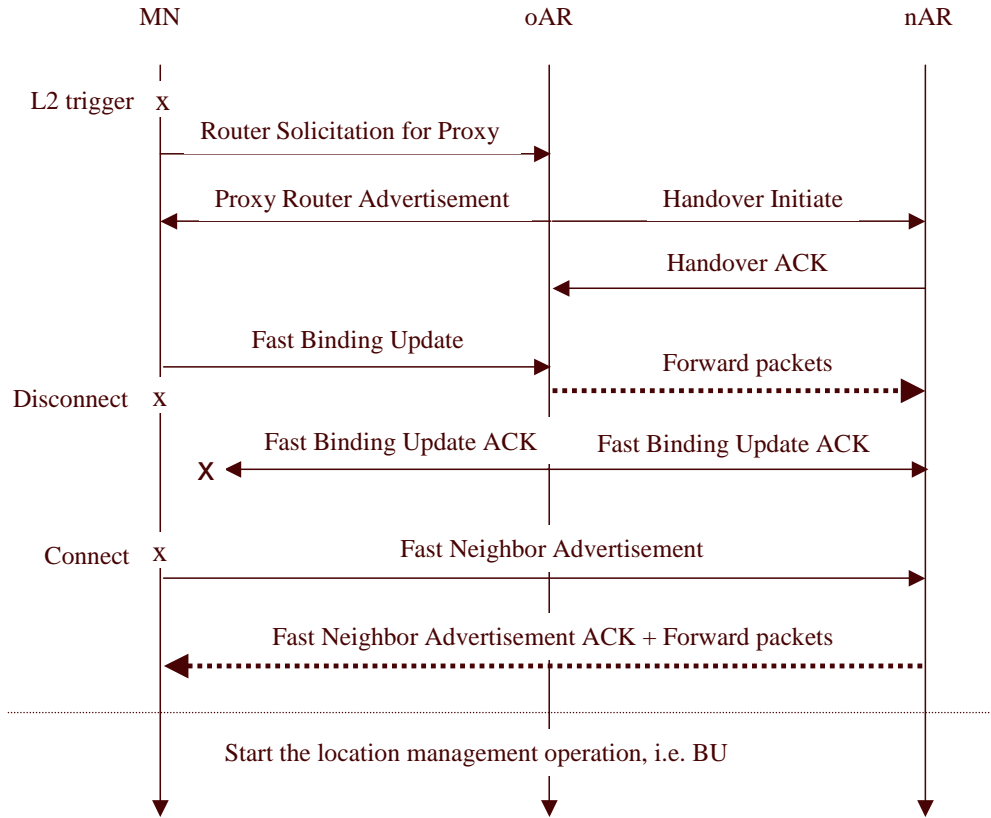 MN oAR nAR
L2 trigger x
Router Solicitation for Proxy
Proxy Router Advertisement Handover Initiate
Handover ACK
Fast Binding Update
Forward packets
Disconnect x
Fast Binding Update ACK Fast Binding Update ACK
x
Connect x
Fast Neighbor Advertisement
Fast Neighbor Advertisement ACK + Forward packets
Start the location management operation, i.e. BU